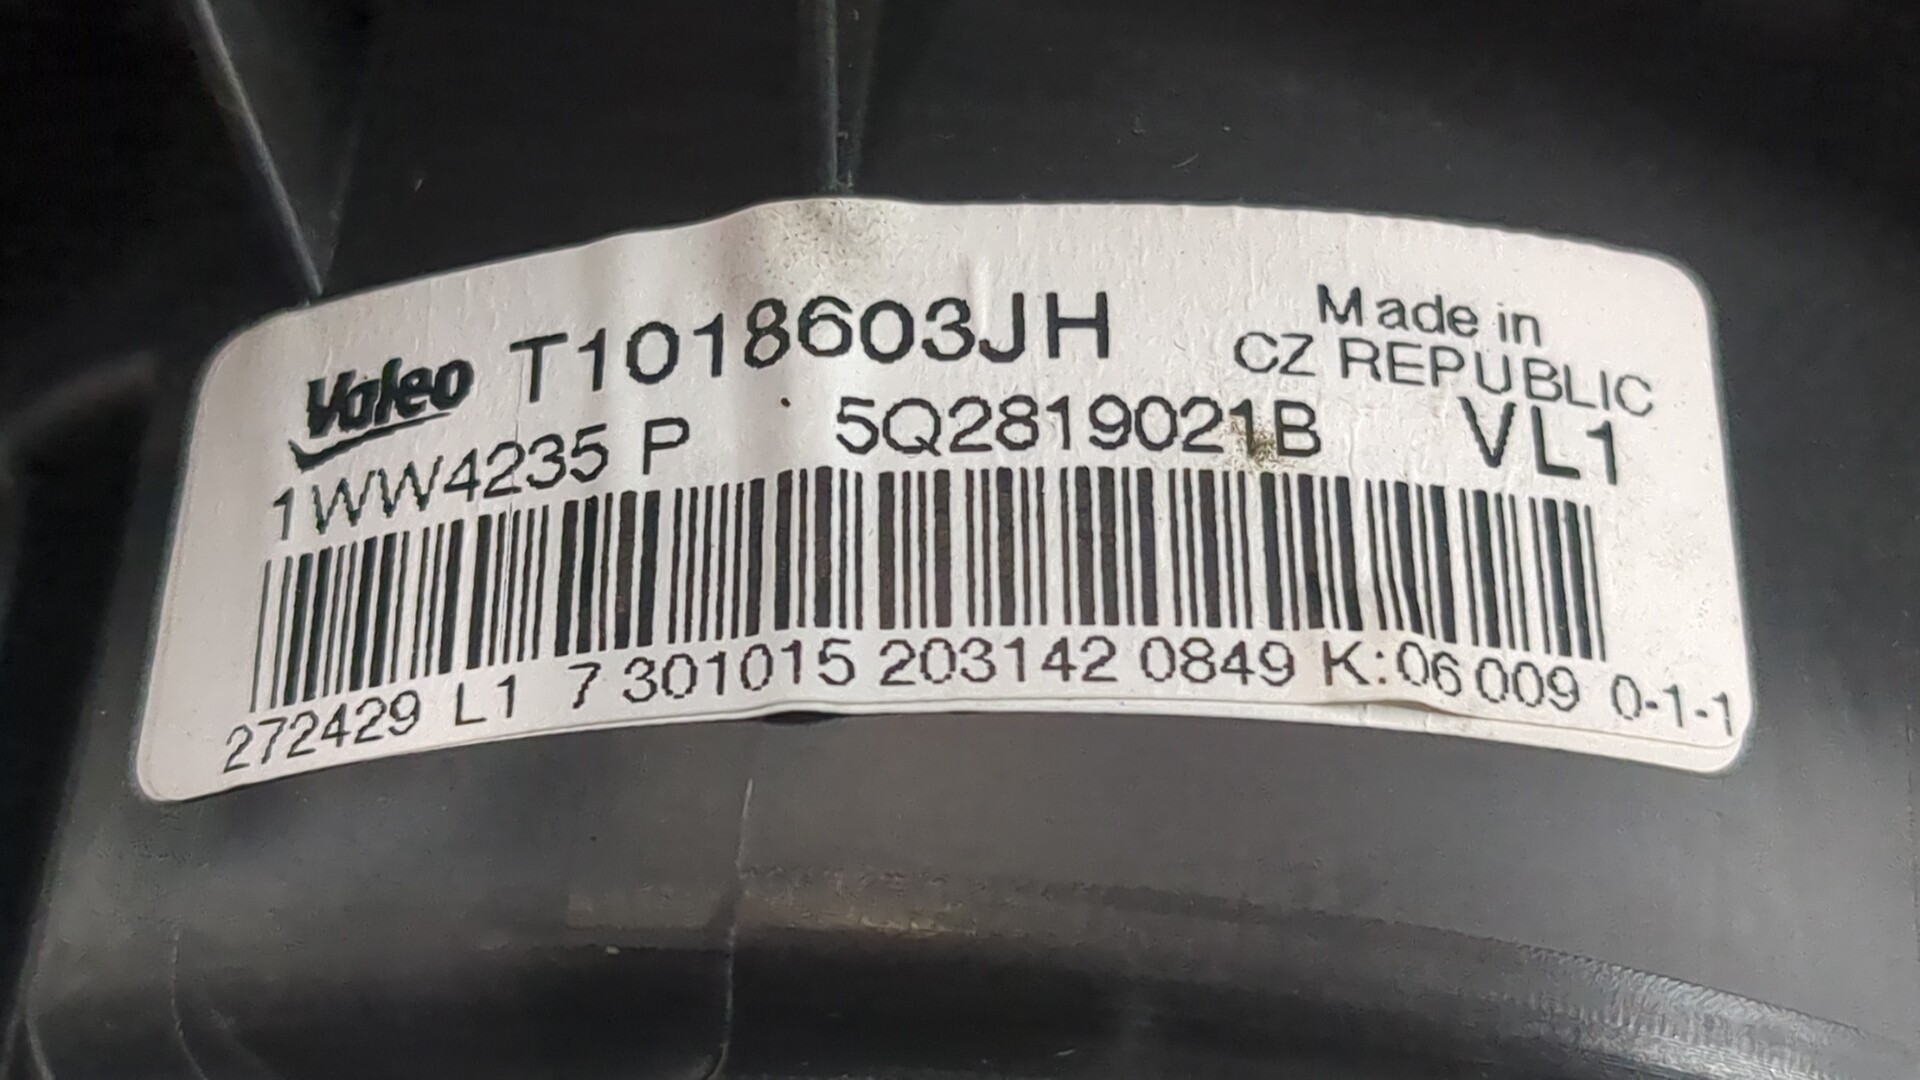 Valeo T1018603JH Made in
CZ REPUBLIC
1WW4235 P 5Q2819021B VL1
272429 L1 7 301015 203142 0849 K:06 009 0-1-1